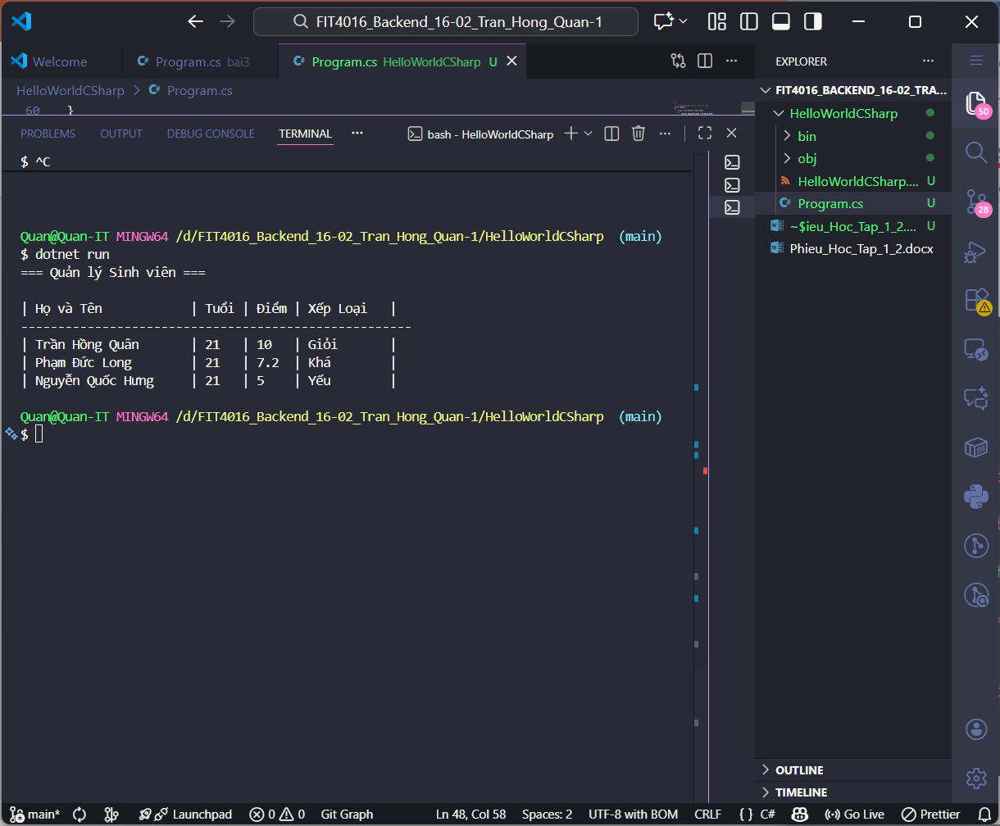 FIT4016_Backend_16-02_Tran_Hong_Quan-1
Welcome
C# Program.cs bai3
C# Program.cs HelloWorldCSharp U
HelloWorldCSharp > C# Program.cs
60 }
PROBLEMS OUTPUT DEBUG CONSOLE TERMINAL ... bash - HelloWorldCSharp
$ ^C
Quan@Quan-IT MINGW64 /d/FIT4016_Backend_16-02_Tran_Hong_Quan-1/HelloWorldCSharp (main)
$ dotnet run
=== Quản lý Sinh viên ===
| Họ và Tên | Tuổi | Điểm | Xếp Loại |
-----------------------------------------------------
| Trần Hồng Quân | 21 | 10 | Giỏi |
| Phạm Đức Long | 21 | 7.2 | Khá |
| Nguyễn Quốc Hưng | 21 | 5 | Yếu |
Quan@Quan-IT MINGW64 /d/FIT4016_Backend_16-02_Tran_Hong_Quan-1/HelloWorldCSharp (main)
$
EXPLORER ...
FIT4016_BACKEND_16-02_TRA...
HelloWorldCSharp
bin
obj
HelloWorldCSharp.... U
C# Program.cs U
~$ieu_Hoc_Tap_1_2.... U
Phieu_Hoc_Tap_1_2.docx
OUTLINE
TIMELINE
50
28
main* Launchpad 0 0 Git Graph Ln 48, Col 58 Spaces: 2 UTF-8 with BOM CRLF { } C# Go Live Prettier